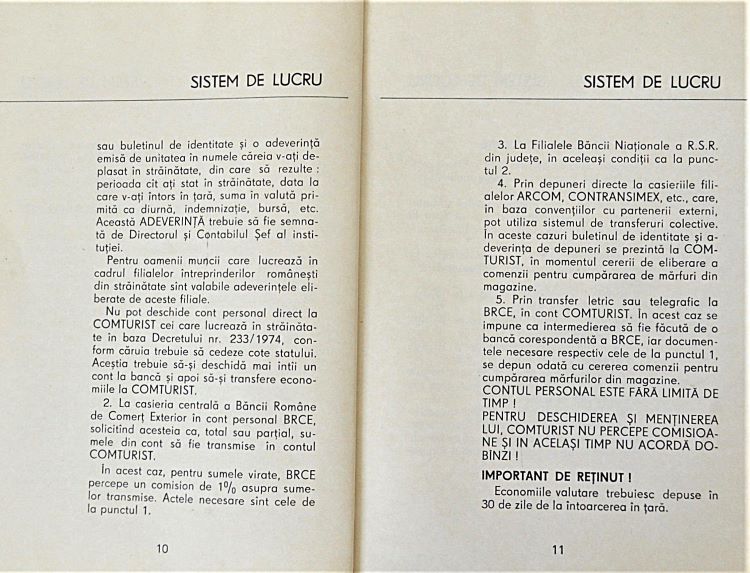 SISTEM DE LUCRU
sau buletinul de identitate și o adeverință
emisă de unitatea în numele căreia v-ați de-
plasat în străinătate, din care să rezulte :
perioada cît ați stat în străinătate, data la
care v-ați întors în țară, suma în valută pri-
mită ca diurnă, indemnizație, bursă, etc.
Această ADEVERINȚĂ trebuie să fie semna-
tă de Directorul și Contabilul Șef al insti-
tuției.
Pentru oamenii muncii care lucrează în
cadrul filialelor întreprinderilor românești
din străinătate sint valabile adeverințele eli-
berate de aceste filiale.
Nu pot deschide cont personal direct la
COMTURIST cei care lucrează în străinăta-
te in baza Decretului nr. 233/1974, con-
form căruia trebuie să cedeze cote statului.
Aceștia trebuie să-și deschidă mai intîi un
cont la bancă și apoi să-și transfere econo-
miile la COMTURIST.
2. La casieria centrală a Băncii Române
de Comerț Exterior în cont personal BRCE,
solicitind acesteia ca, total sau parțial, su-
mele din cont să fie transmise in contul
COMTURIST.
În acest caz, pentru sumele virate, BRCE
percepe un comision de 1% asupra sume-
lor transmise. Actele necesare sint cele de
la punctul 1.
10
SISTEM DE LUCRU
3. La Filialele Băncii Niaționale a R.S.R.
din județe, în aceleași condiții ca la punc-
tul 2.
4. Prin depuneri directe la casieriile fili-
alelor ARCOM, CONTRANSIMEX, etc., care,
in baza convențiilor cu partenerii externi,
pot utiliza sistemul de transferuri colective.
În aceste cazuri buletinul de identitate și a-
deverința de depuneri se prezintă la COM-
TURIST, în momentul cererii de eliberare a
comenzii pentru cumpărarea de mărfuri din
magazine.
5. Prin transfer letric sau telegrafic la
BRCE, în cont COMTURIST. În acest caz se
impune ca intermedierea să fie făcută de o
bancă corespondentă a BRCE, iar documen-
tele necesare respectiv cele de la punctul 1,
se depun odată cu cererea comenzii pentru
cumpărarea mărfurilor din magazine.
CONTUL PERSONAL ESTE FĂRĂ LIMITĂ DE
TIMP !
PENTRU DESCHIDEREA ȘI MENȚINEREA
LUI, COMTURIST NU PERCEPE COMISIOA-
NE ȘI IN ACELAȘI TIMP NU ACORDĂ DO-
BÎNZI !
IMPORTANT DE REȚINUT !
Economiile valutare trebuiesc depuse în
30 de zile de la intoarcerea în țară.
11